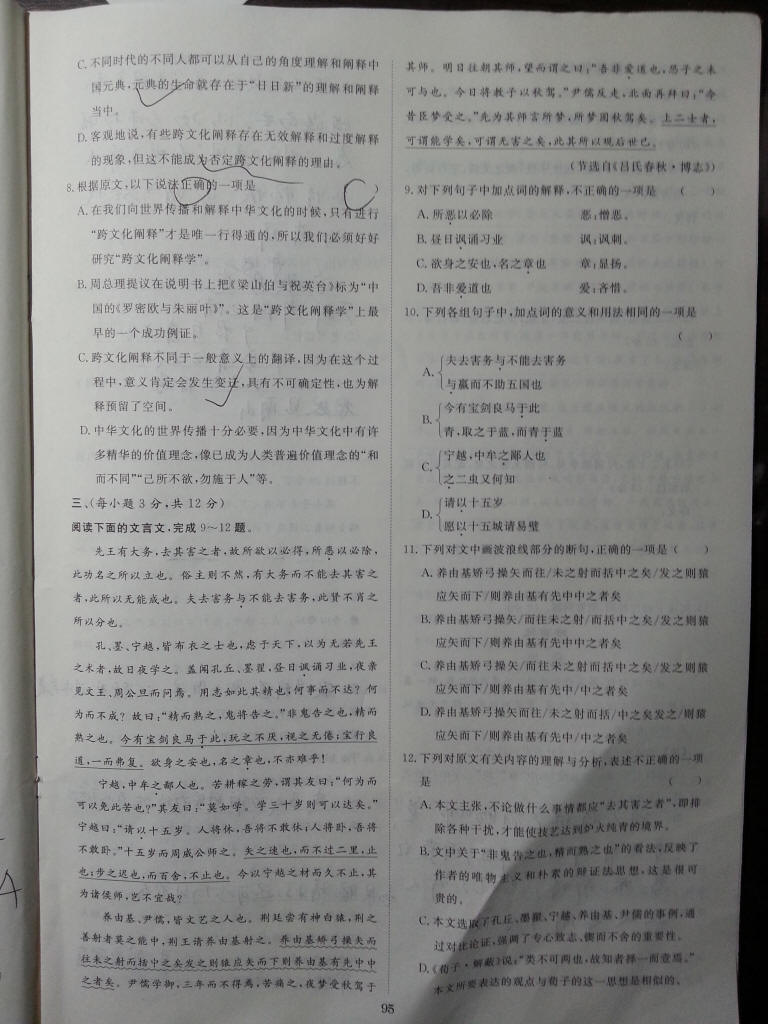 C. 不同时代的不同人都可以从自己的角度理解和阐释中
国元典,元典的生命就存在于“日日新”的理解和阐释
当中。
D. 客观地说,有些跨文化阐释存在无效解释和过度解释
的现象,但这不能成为否定跨文化阐释的理由。
8. 根据原文,以下说法正确的一项是 ( C )
A. 在我们向世界传播和解释中华文化的时候,只有进行
“跨文化阐释”才是唯一行得通的,所以我们必须好好
研究“跨文化阐释学”。
B. 周总理提议在说明书上把《梁山伯与祝英台》标为“中
国的《罗密欧与朱丽叶》”。这是“跨文化阐释学”上最
早的一个成功例证。
C. 跨文化阐释不同于一般意义上的翻译,因为在这个过
程中,意义肯定会发生变迁,具有不可确定性,也为解
释预留了空间。
D. 中华文化的世界传播十分必要,因为中华文化中有许
多精华的价值理念,像已成为人类普遍价值理念的“和
而不同”“己所不欲,勿施于人”等。
三、(每小题 3 分,共 12 分)
阅读下面的文言文,完成 9～12 题。
先王有大务,去其害之者,故所欲以必得,所恶以必除,
此功名之所以立也。俗主则不然,有大务而不能去其害之
者,此所以无能成也。夫去害务与不能去害务,此贤不肖之
所以分也。
孔、墨、宁越,皆布衣之士也,虑于天下,以为无若先王
之术者,故日夜学之。盖闻孔丘、墨翟,昼日讽诵习业,夜亲
见文王、周公旦而问焉。用志如此其精也,何事而不达?何
为而不成?故曰:“精而熟之,鬼将告之。”非鬼告之也,精而
熟之也。今有宝剑良马于此,玩之不厌,视之无倦;宝行良
道,一而弗复。欲身之安也,名之章也,不亦难乎!
宁越,中牟之鄙人也。苦耕稼之劳,谓其友曰:“何为而
可以免此苦也?”其友曰:“莫如学。学三十岁则可以达矣。”
宁越曰:“请以十五岁。人将休,吾将不敢休;人将卧,吾将
不敢卧。”十五岁而周威公师之。矢之速也,而不过二里,止
也;步之迟也,而百舍,不止也。今以宁越之材而久不止,其
为诸侯师,岂不宜哉?
养由基、尹儒,皆文艺之人也。荆廷尝有神白猿,荆之
善射者莫之能中,荆王请养由基射之。养由基矫弓操矢而
往未之射而括中之矣发之则猿应矢而下则养由基有先中中
之者矣。尹儒学御,三年而不得焉,苦痛之,夜梦受秋驾于
其师。明日往朝其师,望而谓之曰:“吾非爱道也,恐子之未
可与也。今日将教子以秋驾。”尹儒反走,北面再拜曰:“今
昔臣梦受之。”先为其师言所梦,所梦固秋驾矣。上二士者,
可谓能学矣,可谓无害之矣,此其所以观后世已。
(节选自《吕氏春秋·博志》)
9. 对下列句子中加点词的解释,不正确的一项是 ( )
A. 所恶以必除 恶:憎恶。
B. 昼日讽诵习业 讽:讽刺。
C. 欲身之安也,名之章也 章:显扬。
D. 吾非爱道也 爱:吝惜。
10. 下列各组句子中,加点词的意义和用法相同的一项是
( )
A. 夫去害务与不能去害务
与嬴而不助五国也
B. 今有宝剑良马于此
青,取之于蓝,而青于蓝
C. 宁越,中牟之鄙人也
之二虫又何知
D. 请以十五岁
愿以十五城请易璧
11. 下列对文中画波浪线部分的断句,正确的一项是 ( )
A. 养由基矫弓操矢而往/未之射而括中之矣/发之则猿
应矢而下/则养由基有先中中之者矣
B. 养由基矫弓操矢/而往未之射而括中之矣/发之则猿
应矢而下/则养由基有先中中之者矣
C. 养由基矫弓操矢/而往未之射而括中之矣/发之则猿
应矢而下/则养由基有先中/中之者矣
D. 养由基矫弓操矢而往/未之射而括/中之矣发之/则猿
应矢而下/则养由基有先中/中之者矣
12. 下列对原文有关内容的理解与分析,表述不正确的一项
是 ( )
A. 本文主张,不论做什么事情都应“去其害之者”,即排
除各种干扰,才能使技艺达到炉火纯青的境界。
B. 文中关于“非鬼告之也,精而熟之也”的看法,反映了
作者的唯物主义和朴素的辩证法思想,这是很可
贵的。
C. 本文选取了孔丘、墨翟、宁越、养由基、尹儒的事例,通
过对比论证,强调了专心致志、锲而不舍的重要性。
D. 《荀子·解蔽》说:“类不可两也,故知者择一而壹焉。”
本文所要表达的观点与荀子的这一思想是相似的。
95